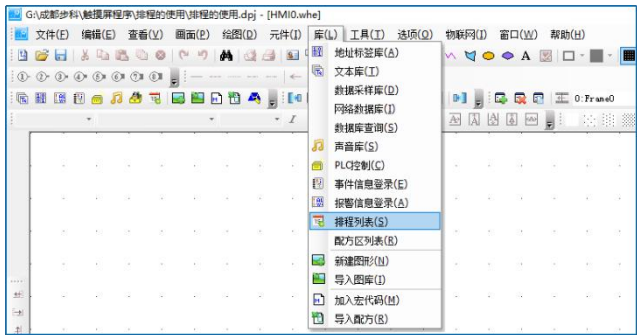 G:\成都步科\触摸屏程序\排程的使用\排程的使用.dpj - [HMI0.whe]
文件(F) 编辑(E) 查看(V) 画面(P) 绘图(D) 元件(I) 库(L) 工具(T) 选项(O) 物联网(I) 窗口(W) 帮助(H)
地址标签库(A)
文本库(T)
数据采样库(D)
网络数据库(I)
数据库查询(S)
声音库(S)
PLC控制(C)
事件信息登录(E)
报警信息登录(A)
排程列表(S)
配方区列表(R)
新建图形(N)
导入图库(I)
加入宏代码(M)
导入配方(R)
0:Frame0